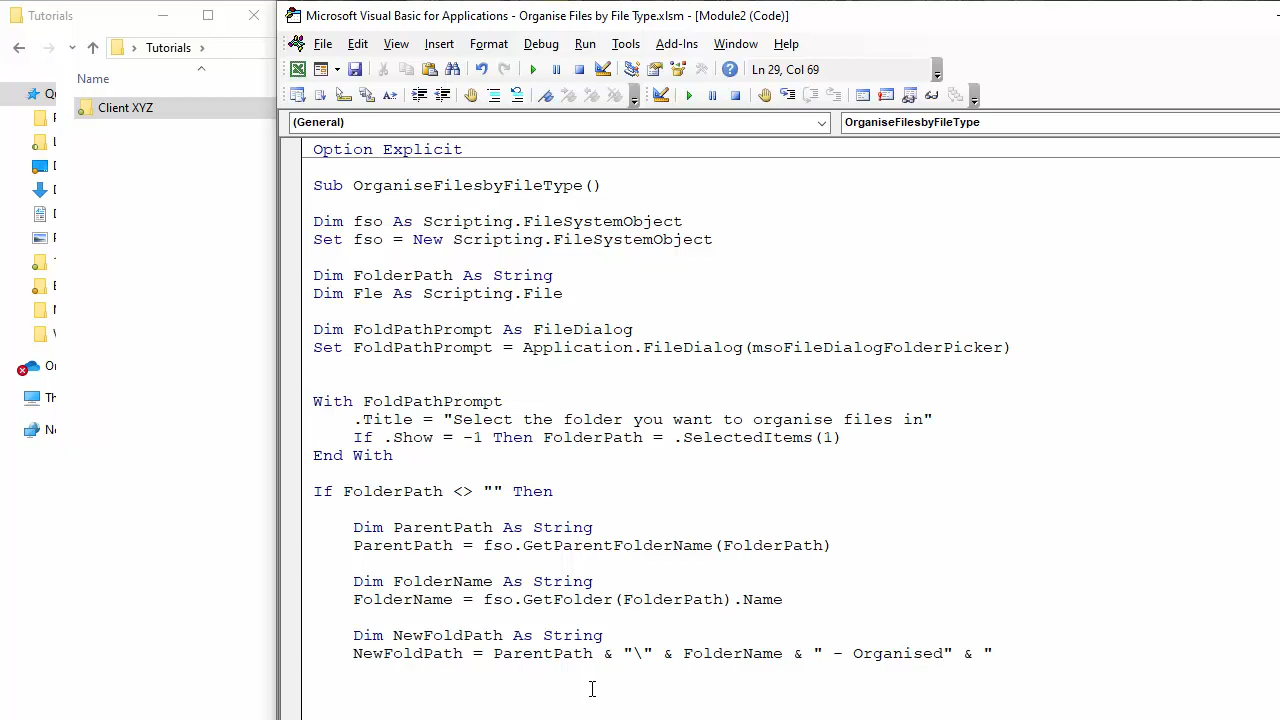 Tutorials
Microsoft Visual Basic for Applications - Organise Files by File Type.xlsm - [Module2 (Code)]
Tutorials
File Edit View Insert Format Debug Run Tools Add-Ins Window Help
Name
Ln 29, Col 69
Client XYZ
(General)
OrganiseFilesbyFileType
Option Explicit
Sub OrganiseFilesbyFileType()
Dim fso As Scripting.FileSystemObject
Set fso = New Scripting.FileSystemObject
Dim FolderPath As String
Dim Fle As Scripting.File
Dim FoldPathPrompt As FileDialog
Set FoldPathPrompt = Application.FileDialog(msoFileDialogFolderPicker)
With FoldPathPrompt
.Title = "Select the folder you want to organise files in"
If .Show = -1 Then FolderPath = .SelectedItems(1)
End With
If FolderPath <> "" Then
Dim ParentPath As String
ParentPath = fso.GetParentFolderName(FolderPath)
Dim FolderName As String
FolderName = fso.GetFolder(FolderPath).Name
Dim NewFoldPath As String
NewFoldPath = ParentPath & "\" & FolderName & " - Organised" & "